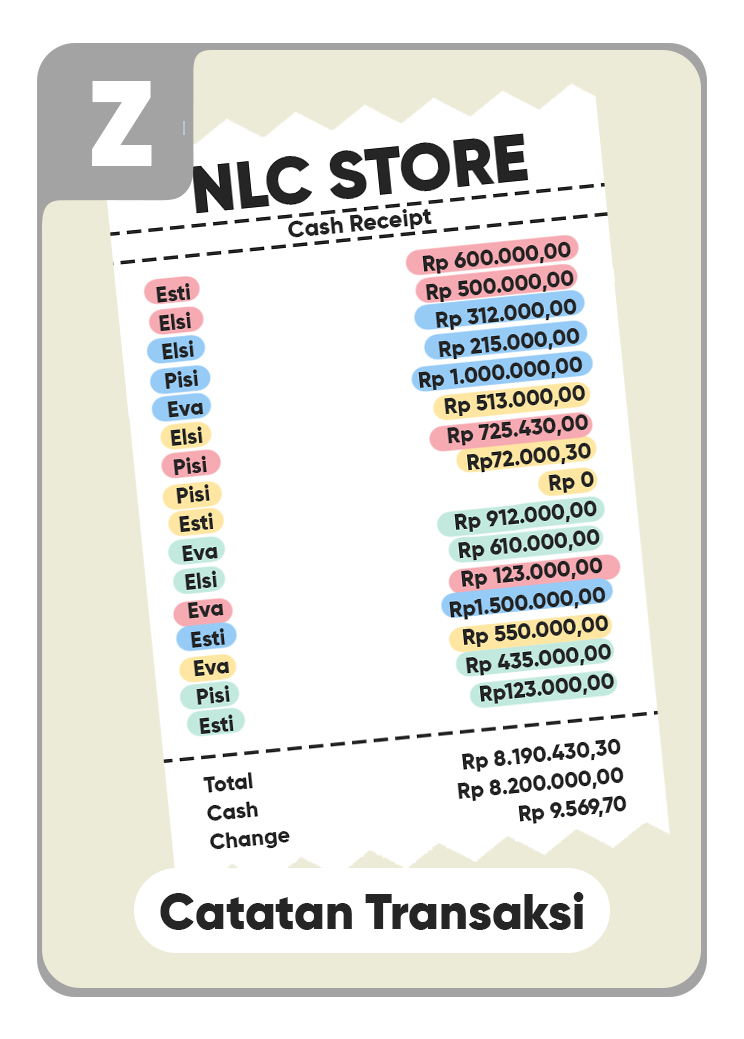 Z
NLC STORE
Cash Receipt
Esti Rp 600.000,00
Elsi Rp 500.000,00
Elsi Rp 312.000,00
Pisi Rp 215.000,00
Eva Rp 1.000.000,00
Elsi Rp 513.000,00
Pisi Rp 725.430,00
Pisi Rp72.000,30
Esti Rp 0
Eva Rp 912.000,00
Elsi Rp 610.000,00
Eva Rp 123.000,00
Esti Rp1.500.000,00
Eva Rp 550.000,00
Pisi Rp 435.000,00
Esti Rp123.000,00
Total Rp 8.190.430,30
Cash Rp 8.200.000,00
Change Rp 9.569,70
Catatan Transaksi